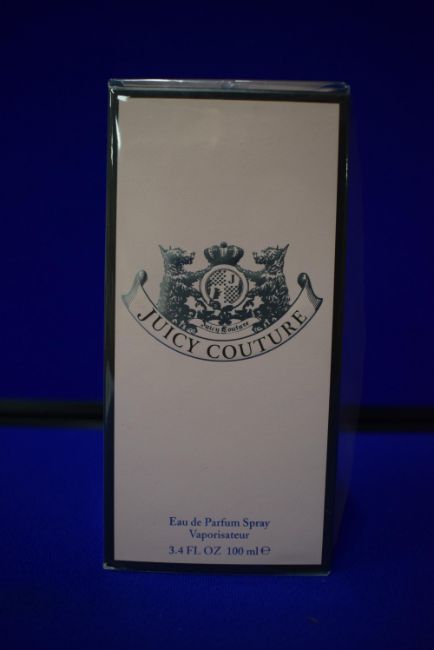 J
Juicy Couture
JUICY COUTURE
Eau de Parfum Spray
Vaporisateur
3.4 FL OZ 100 ml ℮